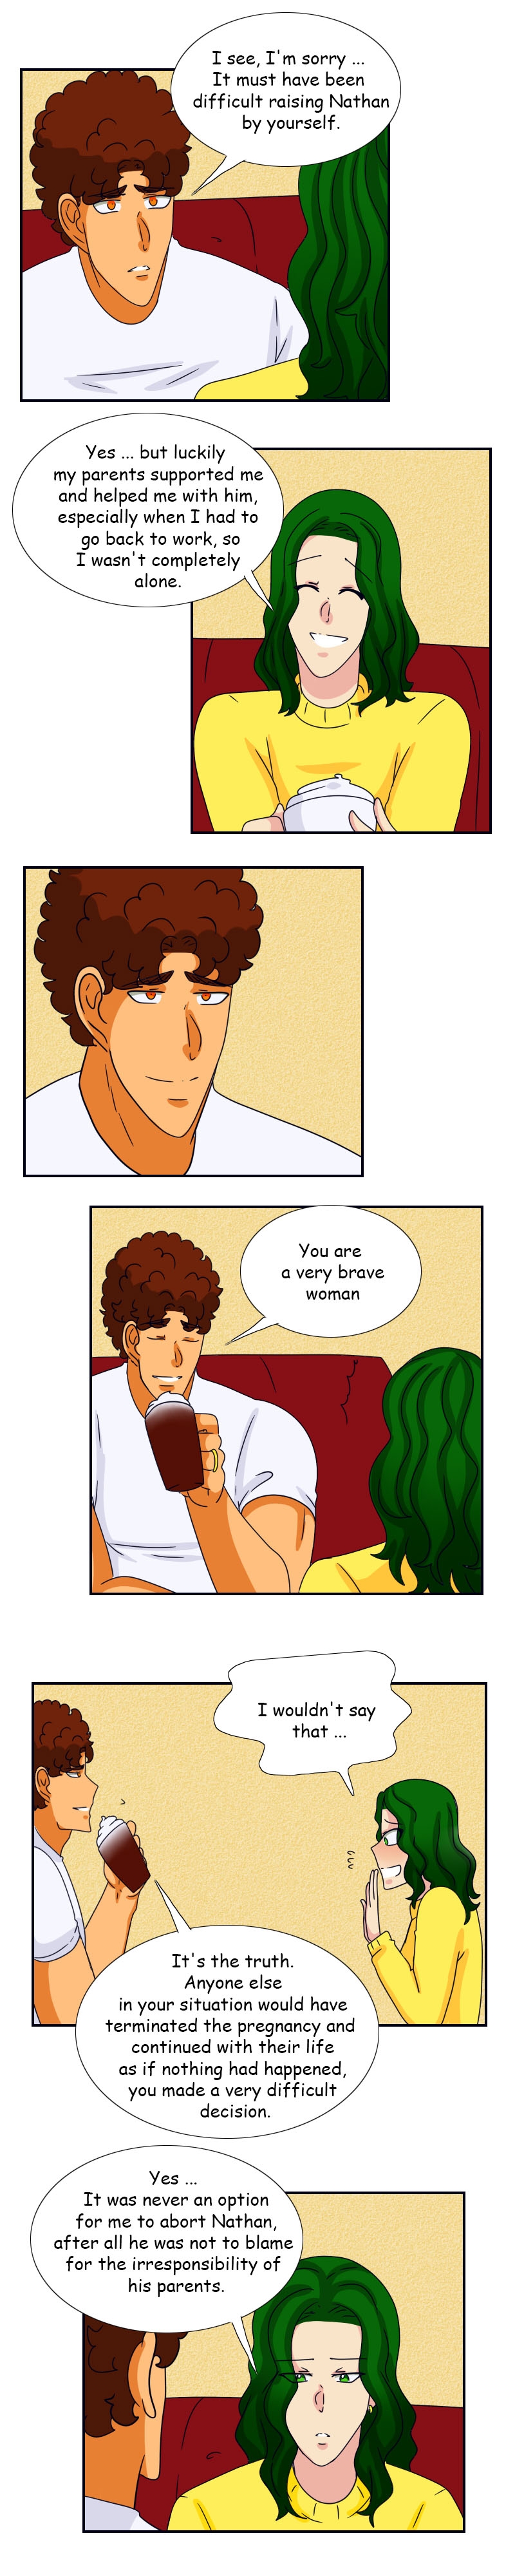 I see, I'm sorry ...
It must have been
difficult raising Nathan
by yourself.
Yes ... but luckily
my parents supported me
and helped me with him,
especially when I had to
go back to work, so
I wasn't completely
alone.
You are
a very brave
woman
I wouldn't say
that ...
It's the truth.
Anyone else
in your situation would have
terminated the pregnancy and
continued with their life
as if nothing had happened,
you made a very difficult
decision.
Yes ...
It was never an option
for me to abort Nathan,
after all he was not to blame
for the irresponsibility of
his parents.